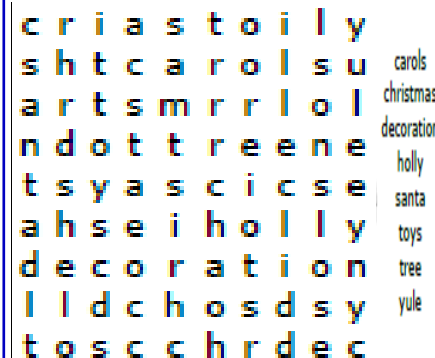 c r i a s t o i l y
s h t c a r o l s u
a r t s m r r l o l
n d o t t r e e n e
t s y a s c i c s e
a h s e i h o l l y
d e c o r a t i o n
l l d c h o s d s y
t o s c c h r d e c
carols
christmas
decoration
holly
santa
toys
tree
yule